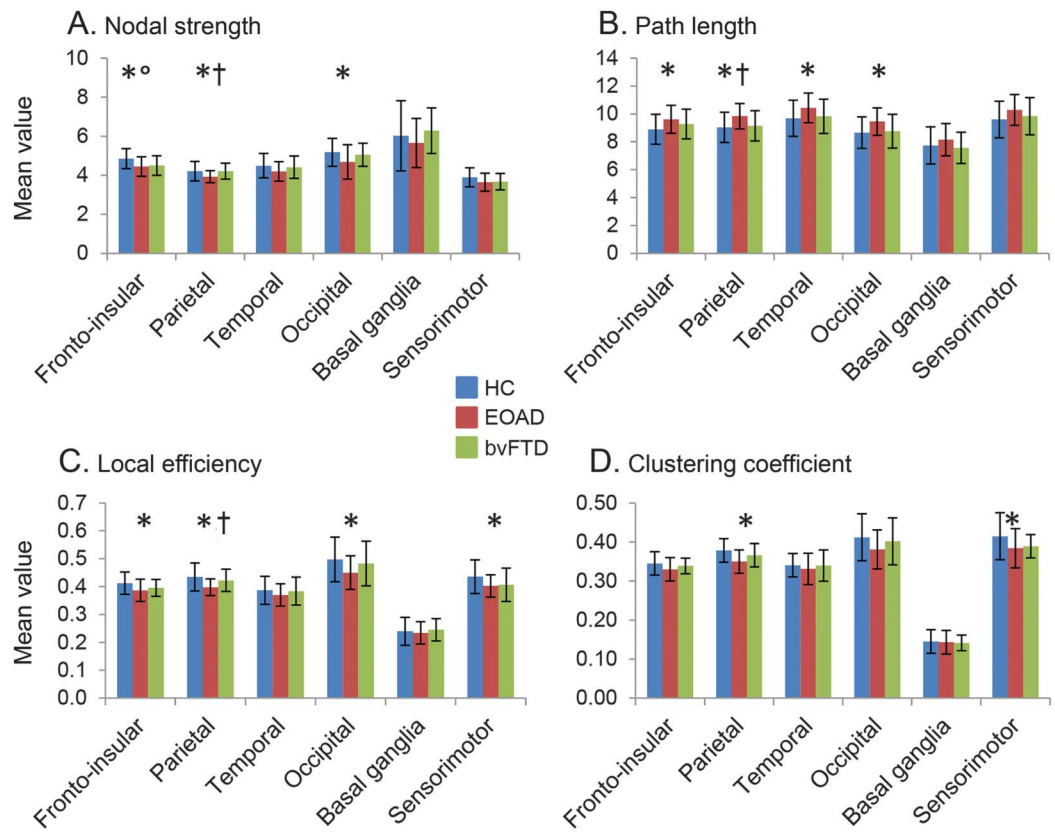 A. Nodal strength
Mean value
10
8
6
4
2
0
*° *† *
Fronto-insular
Parietal
Temporal
Occipital
Basal ganglia
Sensorimotor
B. Path length
14
12
10
8
6
4
2
0
* *† * *
Fronto-insular
Parietal
Temporal
Occipital
Basal ganglia
Sensorimotor
HC
EOAD
bvFTD
C. Local efficiency
Mean value
0.7
0.6
0.5
0.4
0.3
0.2
0.1
0.0
* *† * *
Fronto-insular
Parietal
Temporal
Occipital
Basal ganglia
Sensorimotor
D. Clustering coefficient
0.50
0.40
0.30
0.20
0.10
0.00
* *
Fronto-insular
Parietal
Temporal
Occipital
Basal ganglia
Sensorimotor